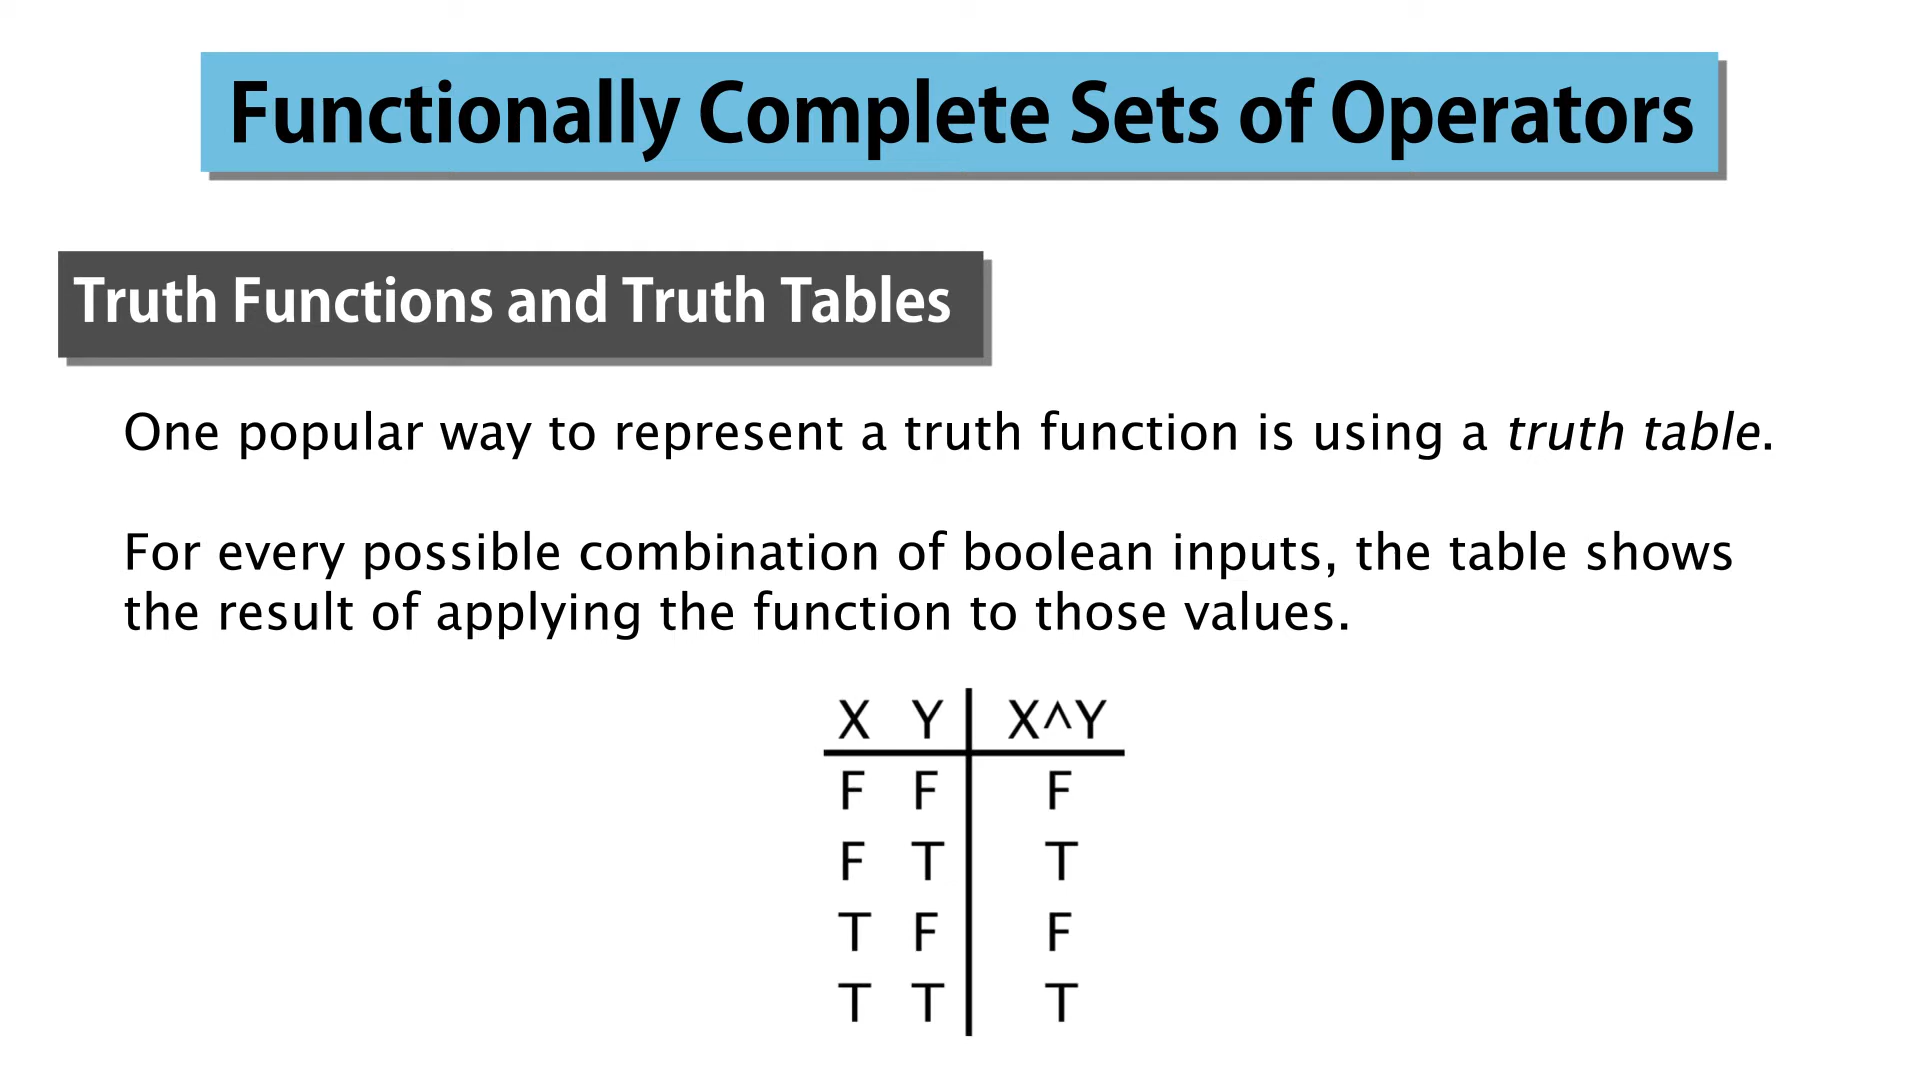 Functionally Complete Sets of Operators
Truth Functions and Truth Tables
One popular way to represent a truth function is using a truth table.
For every possible combination of boolean inputs, the table shows
the result of applying the function to those values.
X Y X^Y
F F F
F T T
T F F
T T T